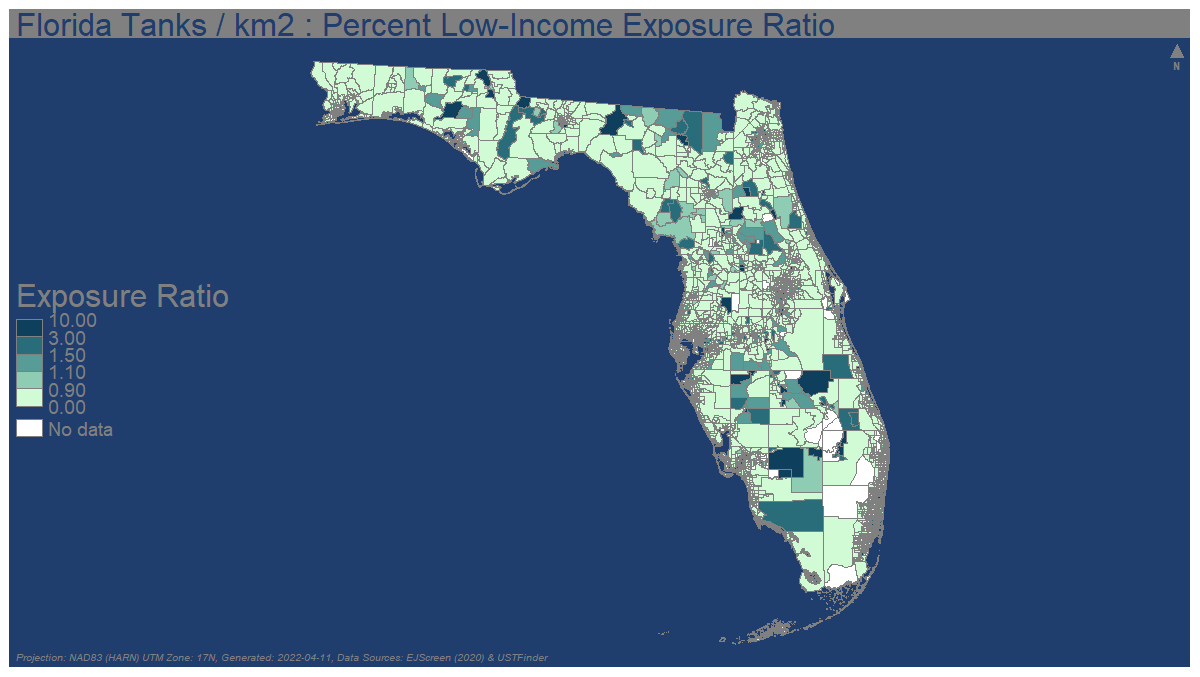 Florida Tanks / km2 : Percent Low-Income Exposure Ratio
N
Exposure Ratio
10.00
3.00
1.50
1.10
0.90
0.00
No data
Projection: NAD83 (HARN) UTM Zone: 17N, Generated: 2022-04-11, Data Sources: EJScreen (2020) & USTFinder